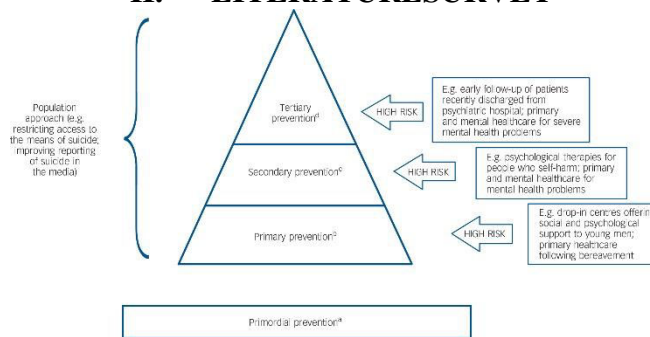 II. LITERATURESURVEY
Population
approach (e.g.
restricting access to
the means of suicide;
improving reporting
of suicide in
the media)
Tertiary
prevention d
HIGH RISK
E.g. early follow-up of patients
recently discharged from
psychiatric hospital; primary
and mental healthcare for severe
mental health problems
Secondary prevention c
HIGH RISK
E.g. psychological therapies for
people who self-harm; primary
and mental healthcare for
mental health problems
Primary prevention b
HIGH RISK
E.g. drop-in centres offering
social and psychological
support to young men;
primary healthcare
following bereavement
Primordial prevention a